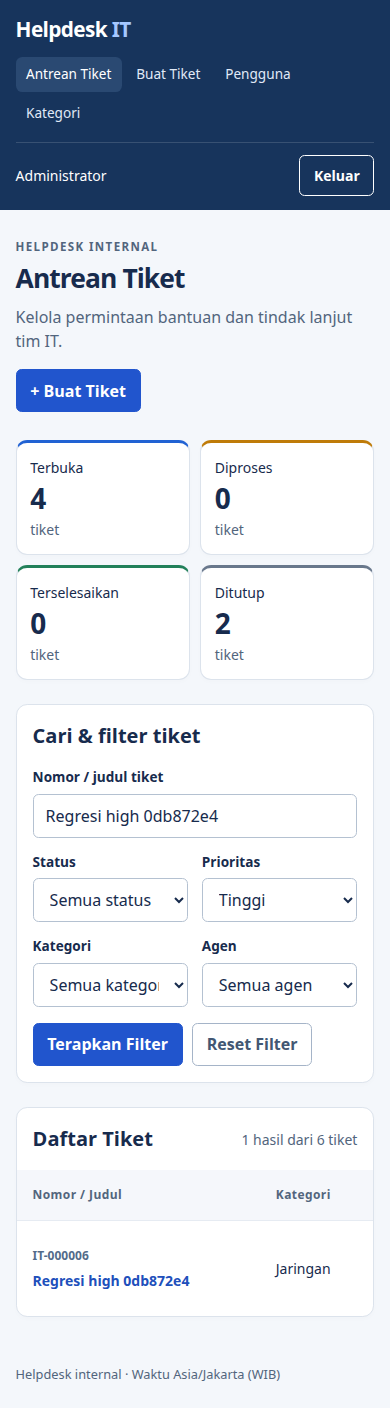 Helpdesk IT
Antrean Tiket Buat Tiket Pengguna
Kategori
Administrator Keluar
HELPDESK INTERNAL
Antrean Tiket
Kelola permintaan bantuan dan tindak lanjut
tim IT.
+ Buat Tiket
Terbuka
4
tiket
Diproses
0
tiket
Terselesaikan
0
tiket
Ditutup
2
tiket
Cari & filter tiket
Nomor / judul tiket
Regresi high 0db872e4
Status Prioritas
Semua status Tinggi
Kategori Agen
Semua kategor Semua agen
Terapkan Filter Reset Filter
Daftar Tiket 1 hasil dari 6 tiket
Nomor / Judul Kategori
IT-000006
Regresi high 0db872e4 Jaringan
Helpdesk internal · Waktu Asia/Jakarta (WIB)